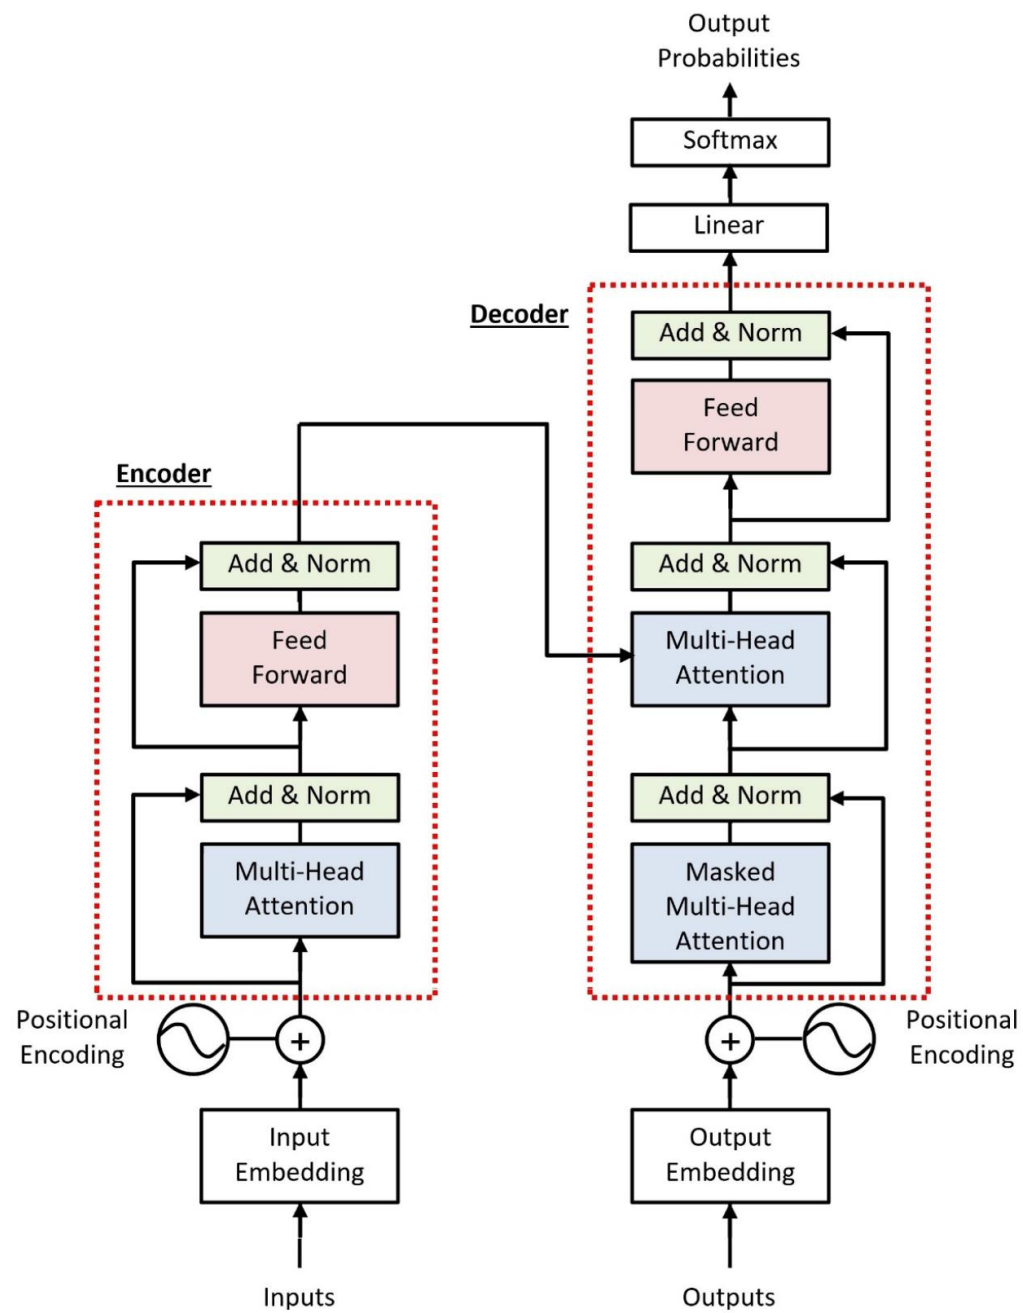 Output
Probabilities
Softmax
Linear
Decoder
Add & Norm
Feed
Forward
Encoder
Add & Norm
Add & Norm
Feed
Forward
Multi-Head
Attention
Add & Norm
Add & Norm
Multi-Head
Attention
Masked
Multi-Head
Attention
Positional
Encoding
+
+
Positional
Encoding
Input
Embedding
Output
Embedding
Inputs
Outputs